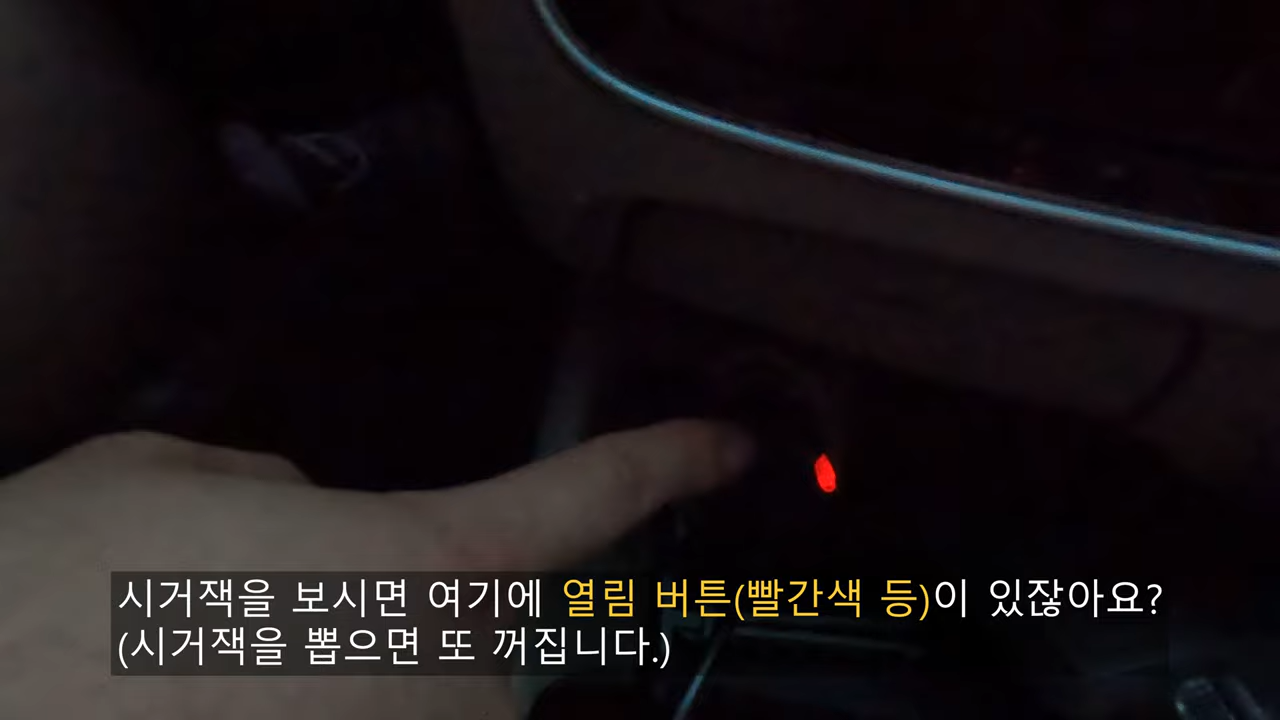 시거잭을 보시면 여기에 열림 버튼(빨간색 등)이 있잖아요?
(시거잭을 뽑으면 또 꺼집니다.)